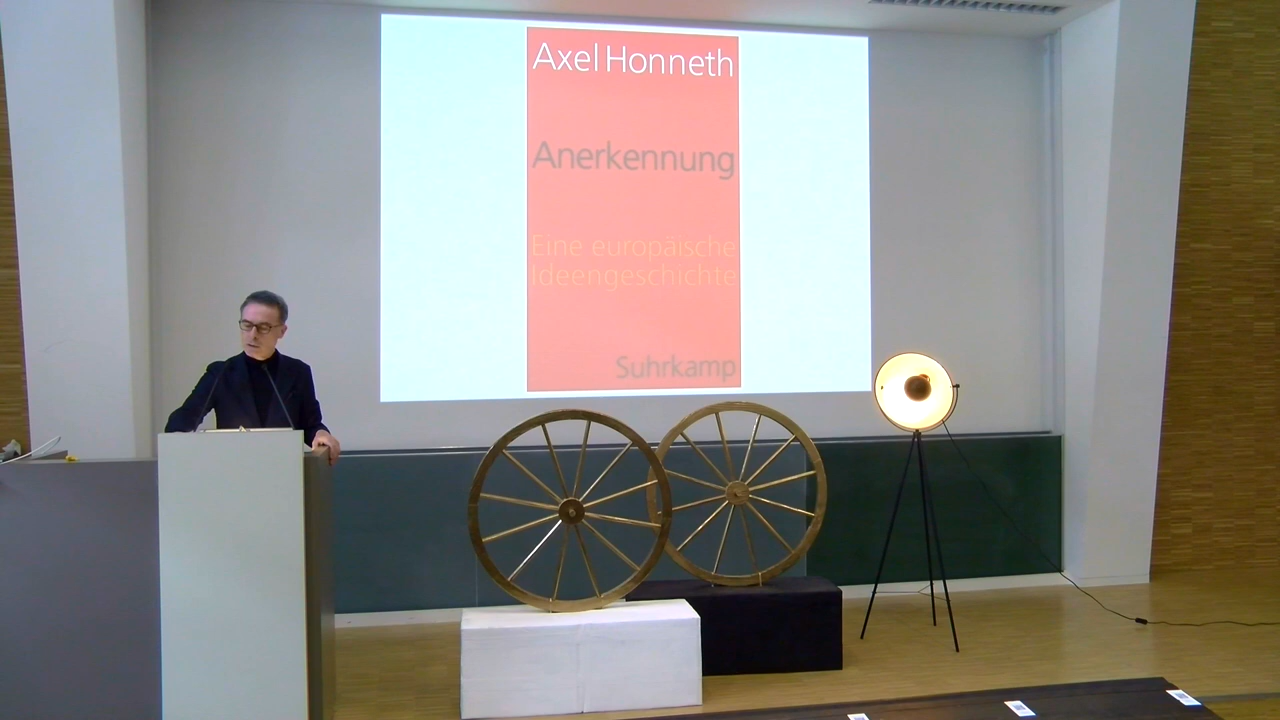 Axel Honneth
Anerkennung
Eine europäische
Ideengeschichte
Suhrkamp